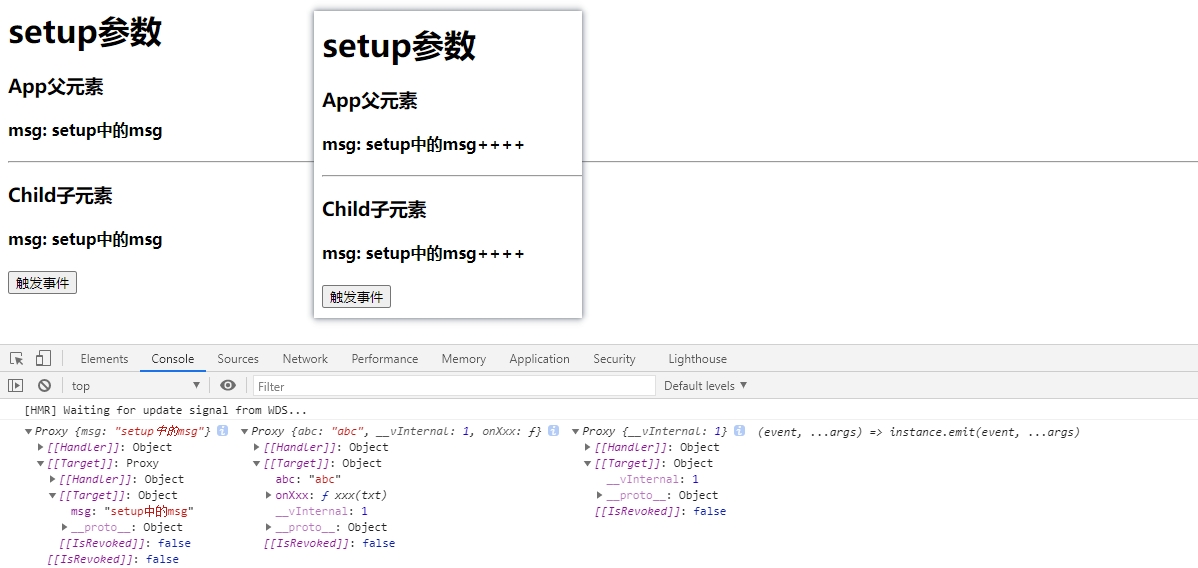 setup参数
App父元素
msg: setup中的msg
Child子元素
msg: setup中的msg
触发事件
setup参数
App父元素
msg: setup中的msg++++
Child子元素
msg: setup中的msg++++
触发事件
Elements Console Sources Network Performance Memory Application Security Lighthouse
top ▼ Filter Default levels ▼
[HMR] Waiting for update signal from WDS...
▼Proxy {msg: "setup中的msg"} i ▼Proxy {abc: "abc", __vInternal: 1, onXxx: ƒ} i ▼Proxy {__vInternal: 1} i (event, ...args) => instance.emit(event, ...args)
▶[[Handler]]: Object ▶[[Handler]]: Object ▶[[Handler]]: Object
▼[[Target]]: Proxy ▼[[Target]]: Object ▼[[Target]]: Object
▶[[Handler]]: Object abc: "abc" __vInternal: 1
▼[[Target]]: Object ▶onXxx: ƒ xxx(txt) ▶__proto__: Object
msg: "setup中的msg" __vInternal: 1 [[IsRevoked]]: false
▶__proto__: Object ▶__proto__: Object
[[IsRevoked]]: false [[IsRevoked]]: false
[[IsRevoked]]: false